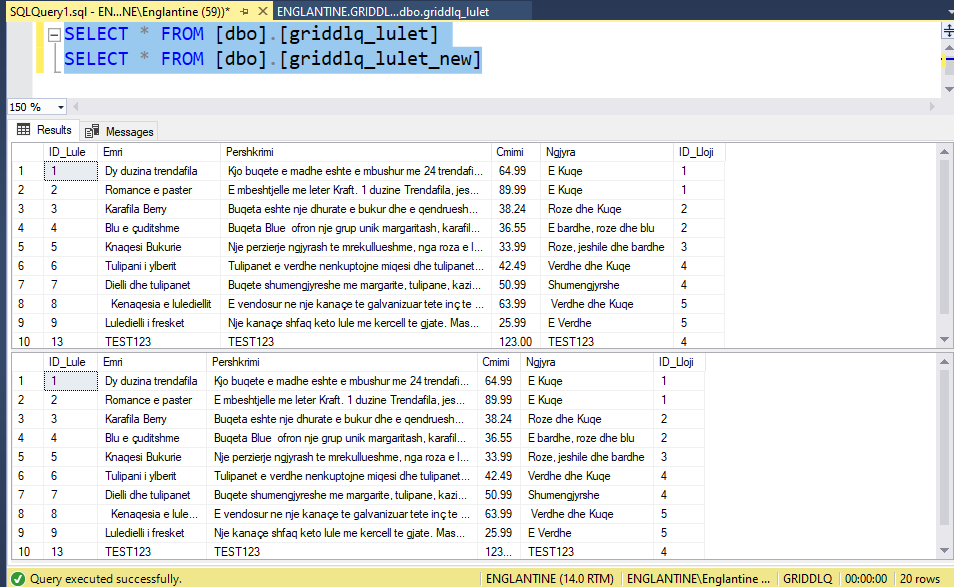 SQLQuery1.sql - EN...NE\Englantine (59))* ENGLANTINE.GRIDDL...dbo.griddlq_lulet
SELECT * FROM [dbo].[griddlq_lulet]
SELECT * FROM [dbo].[griddlq_lulet_new]
150 %
Results Messages
ID_Lule Emri Pershkrimi Cmimi Ngjyra ID_Lloji
1 1 Dy duzina trendafila Kjo buqete e madhe eshte e mbushur me 24 trendafi... 64.99 E Kuqe 1
2 2 Romance e paster E mbeshtjelle me leter Kraft. 1 duzine Trendafila, jes... 89.99 E Kuqe 1
3 3 Karafila Berry Buqeta eshte nje dhurate e bukur dhe e qendruesh... 38.24 Roze dhe Kuqe 2
4 4 Blu e çuditshme Buqeta Blue ofron nje grup unik margaritash, karafil... 36.55 E bardhe, roze dhe blu 2
5 5 Knaqesi Bukurie Nje perzierje ngjyrash te mrekullueshme, nga roza e l... 33.99 Roze, jeshile dhe bardhe 3
6 6 Tulipani i ylberit Tulipanet e verdhe nenkuptojne miqesi dhe tulipanet... 42.49 Verdhe dhe Kuqe 4
7 7 Dielli dhe tulipanet Buqete shumengjyreshe me margarite, tulipane, kazi... 50.99 Shumengjyrshe 4
8 8 Kenaqesia e lulediellit E vendosur ne nje kanaçe te galvanizuar tete inç te ... 63.99 Verdhe dhe Kuqe 5
9 9 Luledielli i fresket Nje kanaçe shfaq keto lule me kercell te gjate. Mas... 25.99 E Verdhe 5
10 13 TEST123 TEST123 123.00 TEST123 4
ID_Lule Emri Pershkrimi Cmimi Ngjyra ID_Lloji
1 1 Dy duzina trendafila Kjo buqete e madhe eshte e mbushur me 24 trendafi... 64.99 E Kuqe 1
2 2 Romance e paster E mbeshtjelle me leter Kraft. 1 duzine Trendafila, jes... 89.99 E Kuqe 1
3 3 Karafila Berry Buqeta eshte nje dhurate e bukur dhe e qendruesh... 38.24 Roze dhe Kuqe 2
4 4 Blu e çuditshme Buqeta Blue ofron nje grup unik margaritash, karafil... 36.55 E bardhe, roze dhe blu 2
5 5 Knaqesi Bukurie Nje perzierje ngjyrash te mrekullueshme, nga roza e l... 33.99 Roze, jeshile dhe bardhe 3
6 6 Tulipani i ylberit Tulipanet e verdhe nenkuptojne miqesi dhe tulipanet... 42.49 Verdhe dhe Kuqe 4
7 7 Dielli dhe tulipanet Buqete shumengjyreshe me margarite, tulipane, kazi... 50.99 Shumengjyrshe 4
8 8 Kenaqesia e lule... E vendosur ne nje kanaçe te galvanizuar tete inç te ... 63.99 Verdhe dhe Kuqe 5
9 9 Luledielli i fresket Nje kanaçe shfaq keto lule me kercell te gjate. Mas... 25.99 E Verdhe 5
10 13 TEST123 TEST123 123... TEST123 4
Query executed successfully. ENGLANTINE (14.0 RTM) ENGLANTINE\Englantine ... GRIDDLQ 00:00:00 20 rows